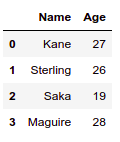 Name Age
0 Kane 27
1 Sterling 26
2 Saka 19
3 Maguire 28